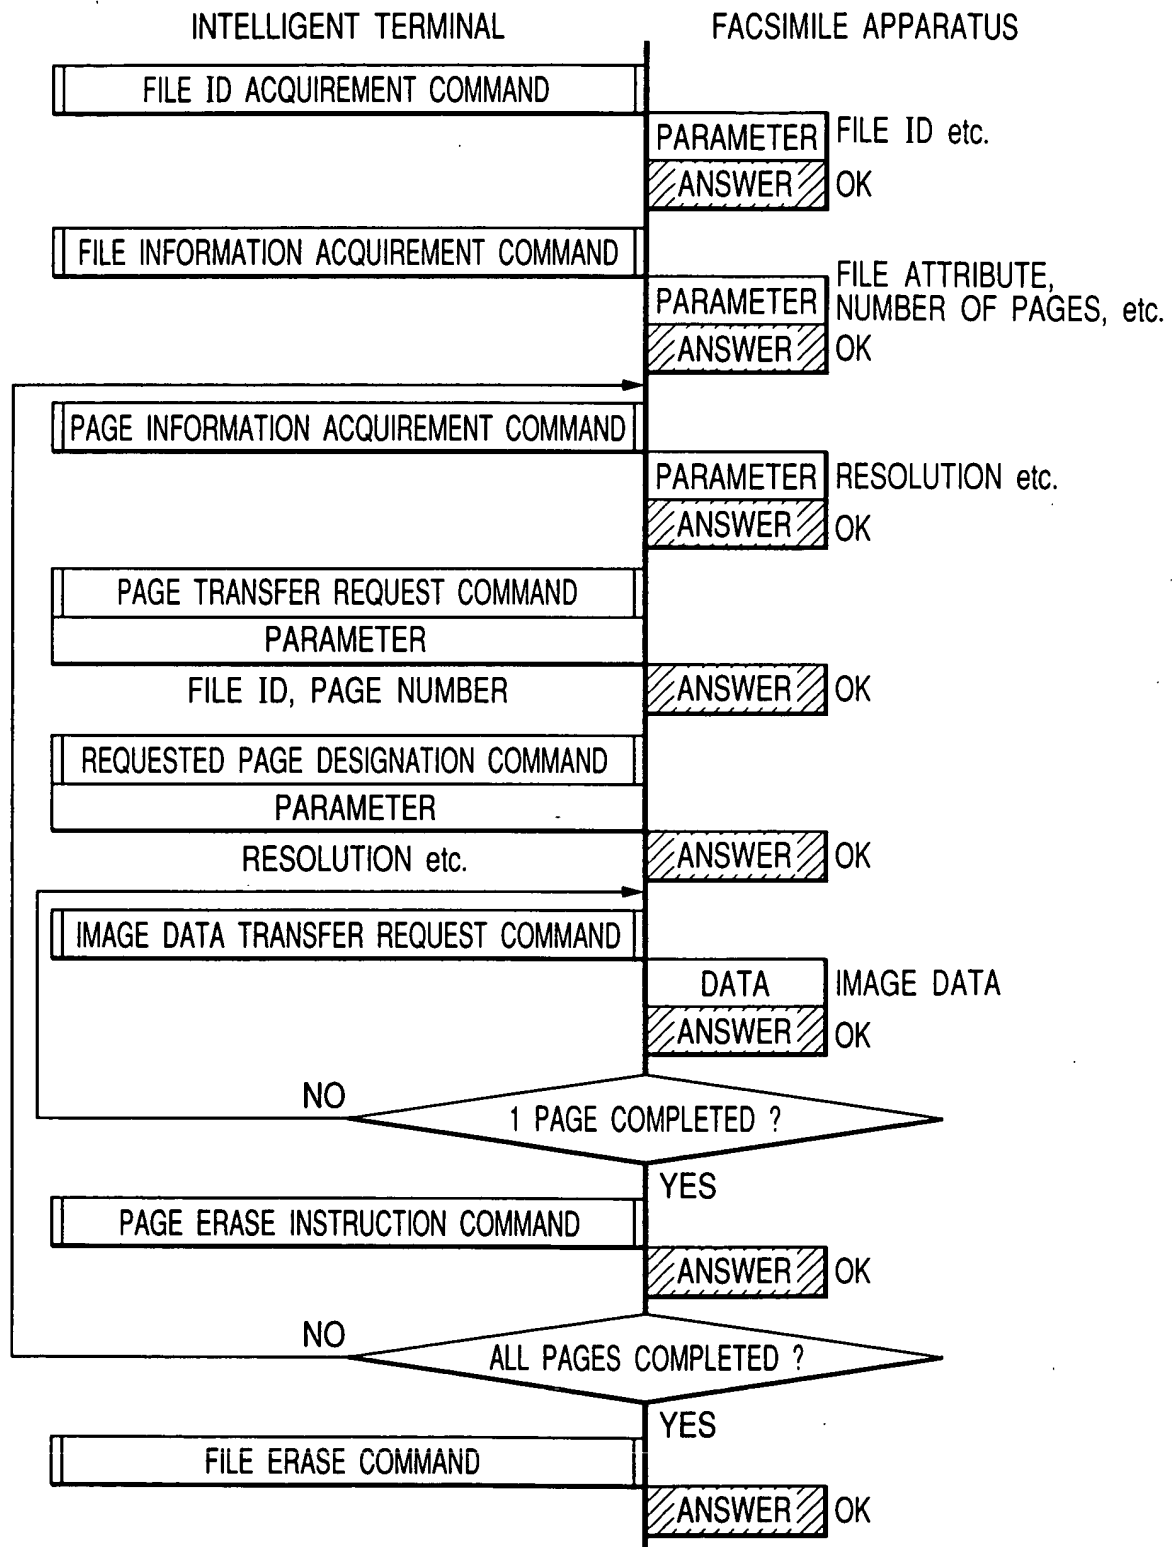 INTELLIGENT TERMINAL
FACSIMILE APPARATUS
FILE ID ACQUIREMENT COMMAND
PARAMETER
FILE ID etc.
ANSWER
OK
FILE INFORMATION ACQUIREMENT COMMAND
PARAMETER
FILE ATTRIBUTE,
NUMBER OF PAGES, etc.
ANSWER
OK
PAGE INFORMATION ACQUIREMENT COMMAND
PARAMETER
RESOLUTION etc.
ANSWER
OK
PAGE TRANSFER REQUEST COMMAND
PARAMETER
FILE ID, PAGE NUMBER
ANSWER
OK
REQUESTED PAGE DESIGNATION COMMAND
PARAMETER
RESOLUTION etc.
ANSWER
OK
IMAGE DATA TRANSFER REQUEST COMMAND
DATA
IMAGE DATA
ANSWER
OK
NO
1 PAGE COMPLETED ?
YES
PAGE ERASE INSTRUCTION COMMAND
ANSWER
OK
NO
ALL PAGES COMPLETED ?
YES
FILE ERASE COMMAND
ANSWER
OK